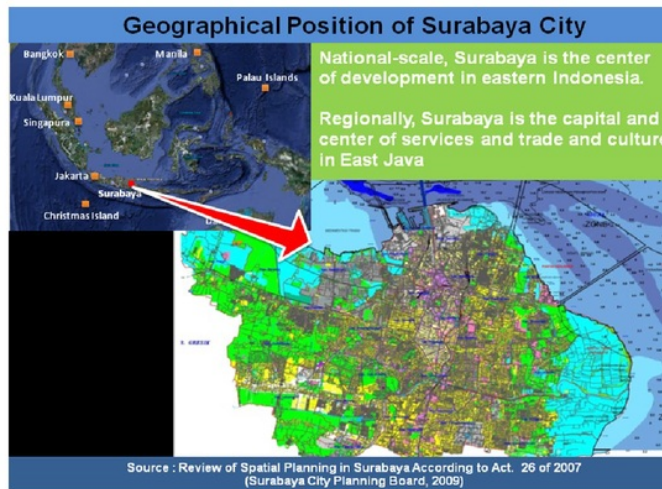 Geographical Position of Surabaya City
Bangkok
Manila
Palau Islands
Kuala Lumpur
Singapura
Jakarta
Surabaya
Christmas Island
National-scale, Surabaya is the center
of development in eastern Indonesia.
Regionally, Surabaya is the capital and
center of services and trade and culture
in East Java
Source : Review of Spatial Planning in Surabaya According to Act. 26 of 2007
(Surabaya City Planning Board, 2009)